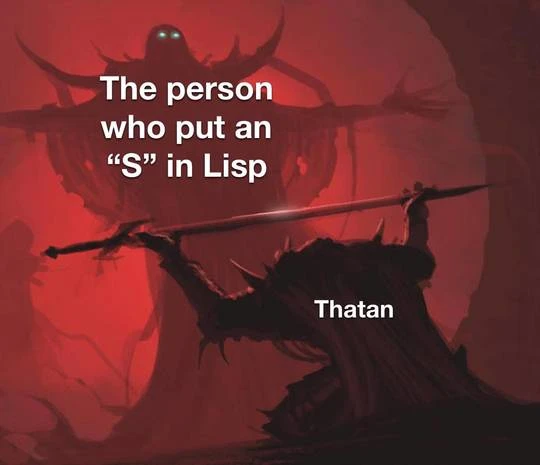 The person
who put an
“S” in Lisp
Thatan